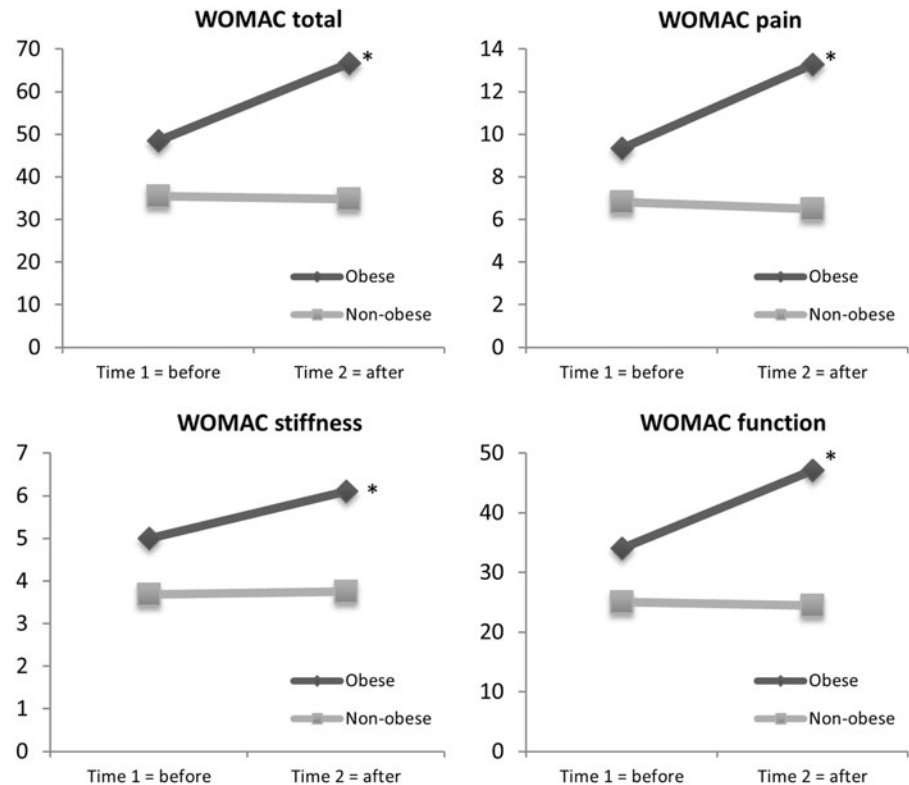 WOMAC total
70
60
50
40
30
20
10
0
*
Obese
Non-obese
Time 1 = before
Time 2 = after
WOMAC pain
14
12
10
8
6
4
2
0
*
Obese
Non-obese
Time 1 = before
Time 2 = after
WOMAC stiffness
7
6
5
4
3
2
1
0
*
Obese
Non-obese
Time 1 = before
Time 2 = after
WOMAC function
50
40
30
20
10
0
*
Obese
Non-obese
Time 1 = before
Time 2 = after